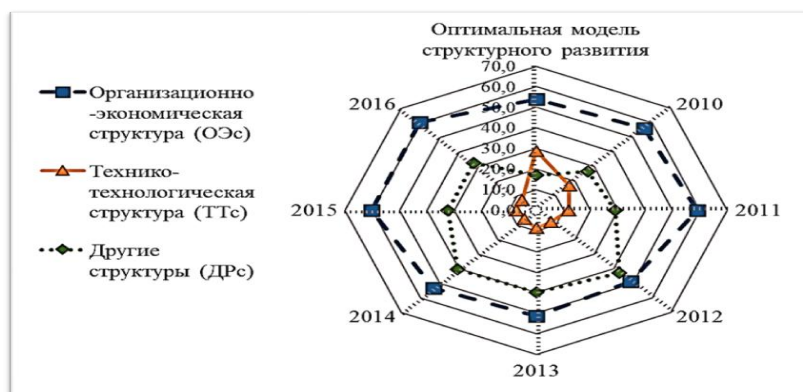 Оптимальная модель
структурного развития
70,0
60,0
50,0
40,0
30,0
20,0
10,0
0,0
2010
2011
2012
2013
2014
2015
2016
Организационно
-экономическая
структура (ОЭс)
Технико-
технологическая
структура (ТТс)
Другие
структуры (ДРс)